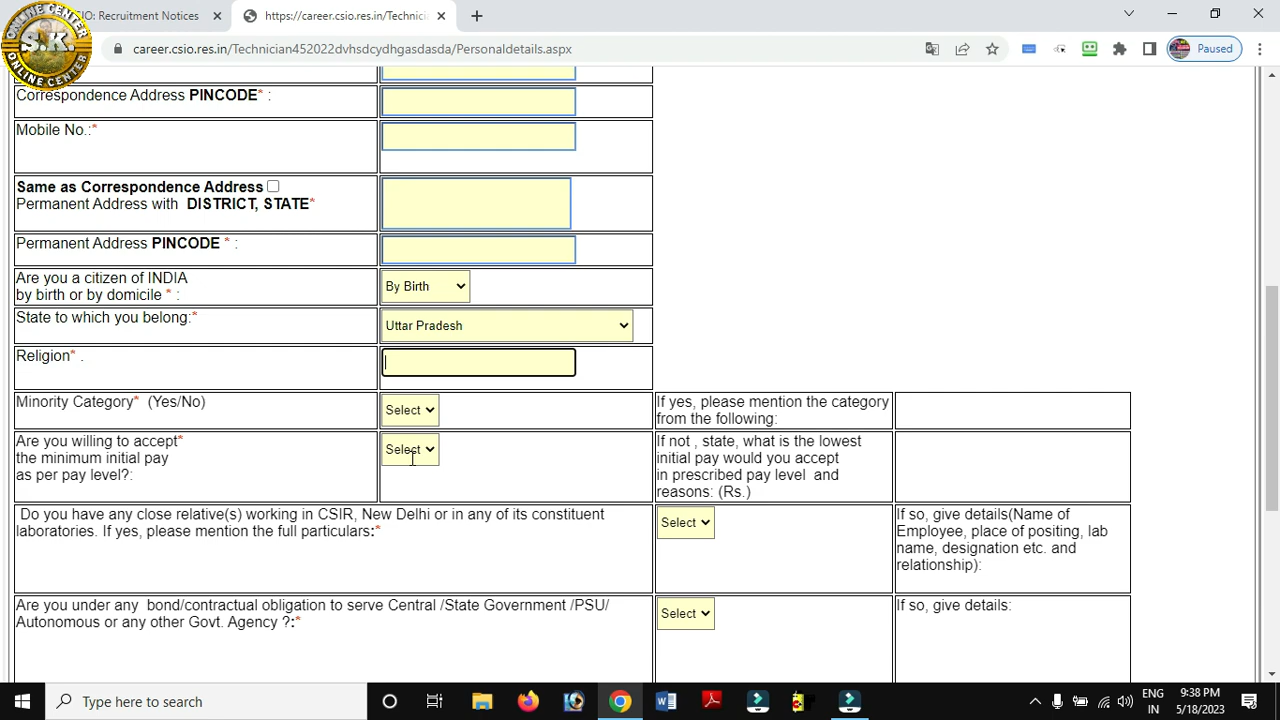 ONLINE CENTER
S.K.
ONLINE CENTER
IO: Recruitment Notices
https://career.csio.res.in/Technici
Paused
career.csio.res.in/Technician452022dvhsdcydhgasdasda/Personaldetails.aspx
Correspondence Address PINCODE* :
Mobile No.:*
Same as Correspondence Address
Permanent Address with DISTRICT, STATE*
Permanent Address PINCODE * :
Are you a citizen of INDIA
by birth or by domicile * :
By Birth
State to which you belong:*
Uttar Pradesh
Religion* .
Minority Category* (Yes/No)
Select
If yes, please mention the category
from the following:
Are you willing to accept*
the minimum initial pay
as per pay level?:
Select
If not , state, what is the lowest
initial pay would you accept
in prescribed pay level and
reasons: (Rs.)
Do you have any close relative(s) working in CSIR, New Delhi or in any of its constituent
laboratories. If yes, please mention the full particulars:*
Select
If so, give details(Name of
Employee, place of positing, lab
name, designation etc. and
relationship):
Are you under any bond/contractual obligation to serve Central /State Government /PSU/
Autonomous or any other Govt. Agency ?:*
Select
If so, give details:
Type here to search
ENG
IN
9:38 PM
5/18/2023